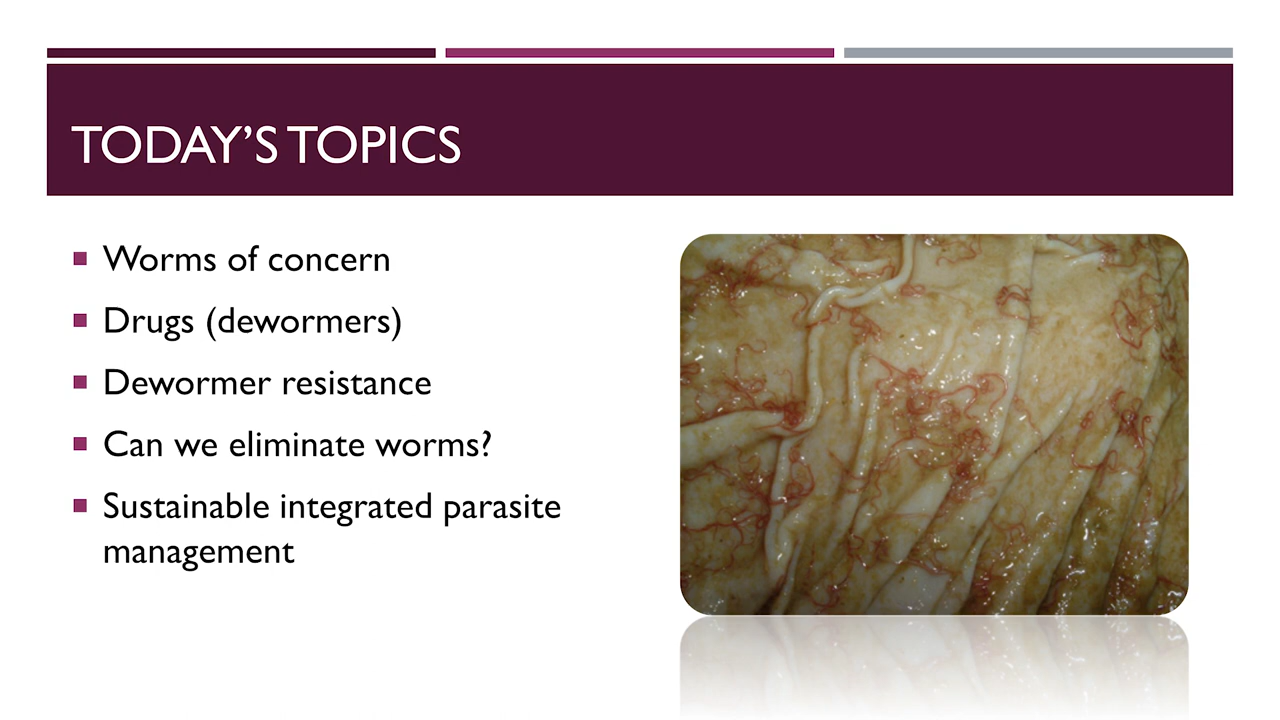 TODAY'S TOPICS
Worms of concern
Drugs (dewormers)
Dewormer resistance
Can we eliminate worms?
Sustainable integrated parasite
management